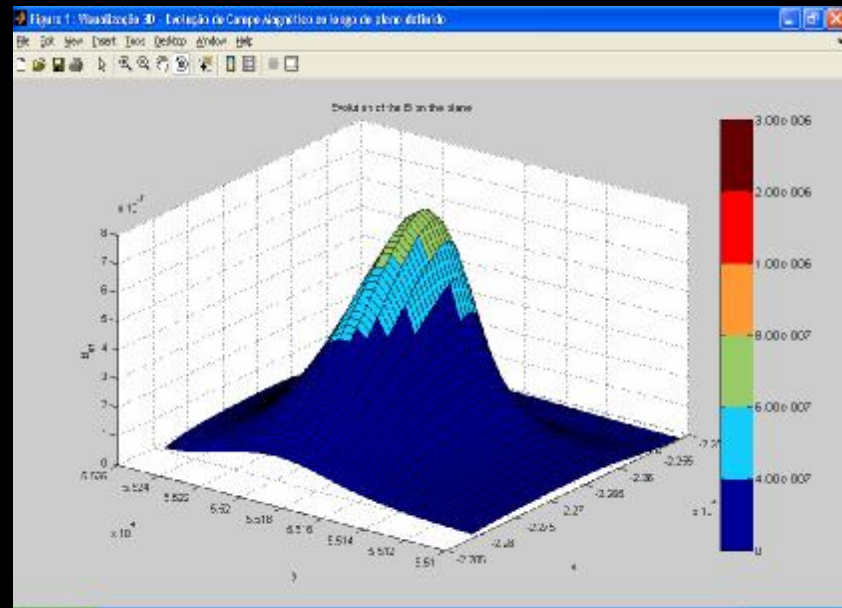 Figura 1: Visualização 3D - Evolução do Campo Magnético ao longo do plano definido
File Edit View Insert Tools Desktop Window Help
Evolution of the B on the plane
3.00e-006
2.00e-006
1.00e-006
8.00e-007
6.00e-007
4.00e-007
0
8
7
6
5
4
3
2
1
0
5.526
5.524
5.522
5.52
5.518
5.516
5.514
5.512
5.51
-2.285
-2.28
-2.275
-2.27
-2.265
-2.26
-2.255
x 10
y
x